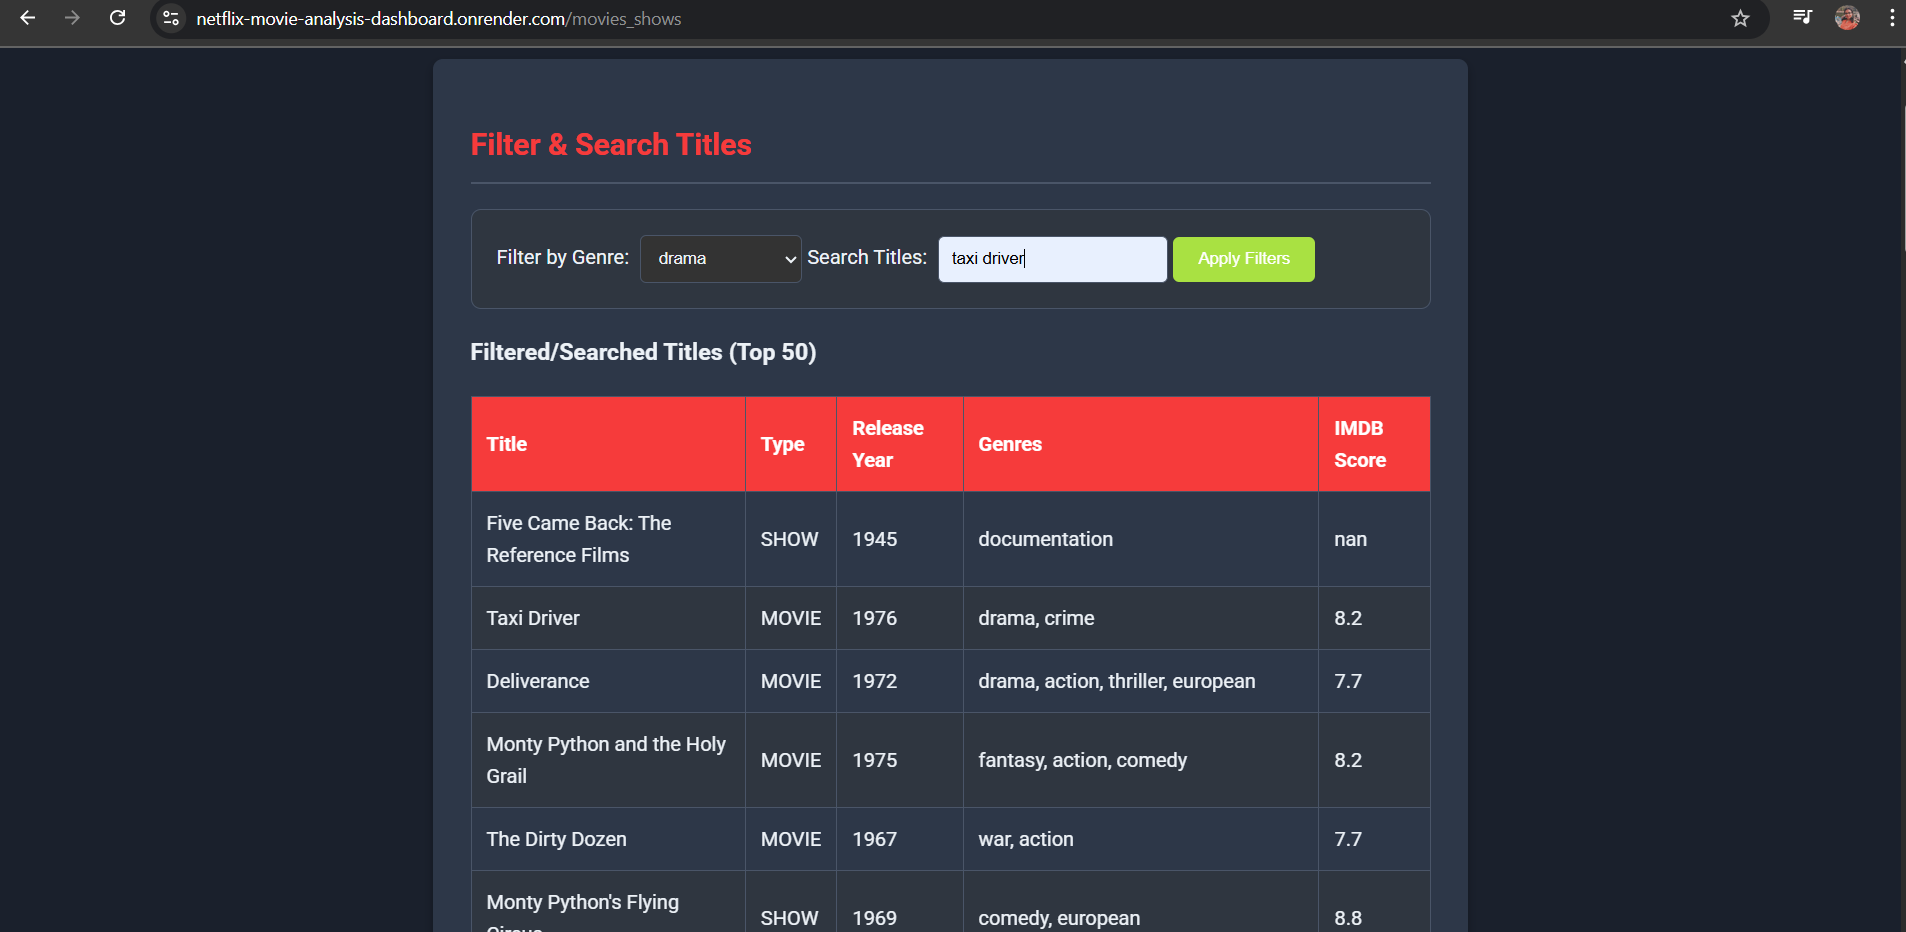 netflix-movie-analysis-dashboard.onrender.com/movies_shows
Filter & Search Titles
Filter by Genre: drama Search Titles: taxi driver Apply Filters
Filtered/Searched Titles (Top 50)
Title Type Release Year Genres IMDB Score
Five Came Back: The Reference Films SHOW 1945 documentation nan
Taxi Driver MOVIE 1976 drama, crime 8.2
Deliverance MOVIE 1972 drama, action, thriller, european 7.7
Monty Python and the Holy Grail MOVIE 1975 fantasy, action, comedy 8.2
The Dirty Dozen MOVIE 1967 war, action 7.7
Monty Python's Flying SHOW 1969 comedy, european 8.8